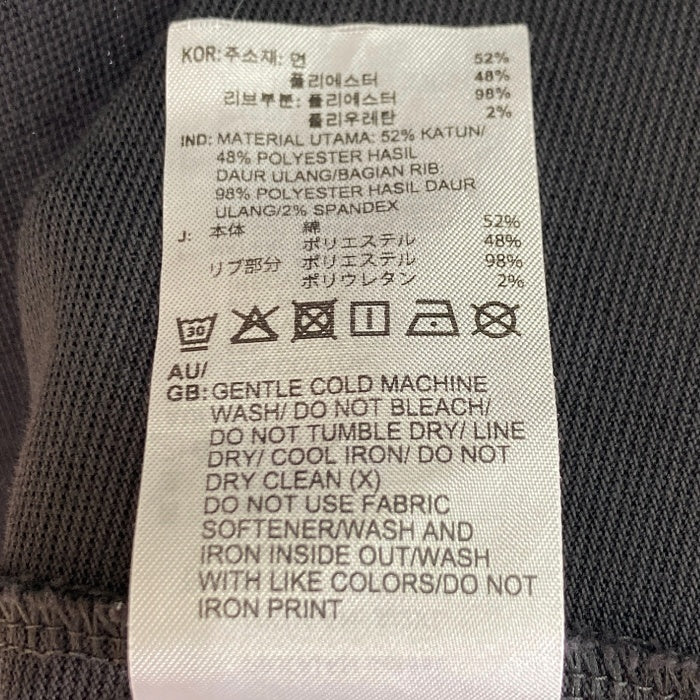 KOR: 주소재: 면 52%
폴리에스터 48%
리브부분: 폴리에스터 98%
폴리우레탄 2%
IND: MATERIAL UTAMA: 52% KATUN/
48% POLYESTER HASIL
DAUR ULANG/BAGIAN RIB:
98% POLYESTER HASIL DAUR
ULANG/2% SPANDEX
J: 本体 綿 52%
ポリエステル 48%
リブ部分 ポリエステル 98%
ポリウレタン 2%
30
AU/
GB: GENTLE COLD MACHINE
WASH/ DO NOT BLEACH/
DO NOT TUMBLE DRY/ LINE
DRY/ COOL IRON/ DO NOT
DRY CLEAN (X)
DO NOT USE FABRIC
SOFTENER/WASH AND
IRON INSIDE OUT/WASH
WITH LIKE COLORS/DO NOT
IRON PRINT